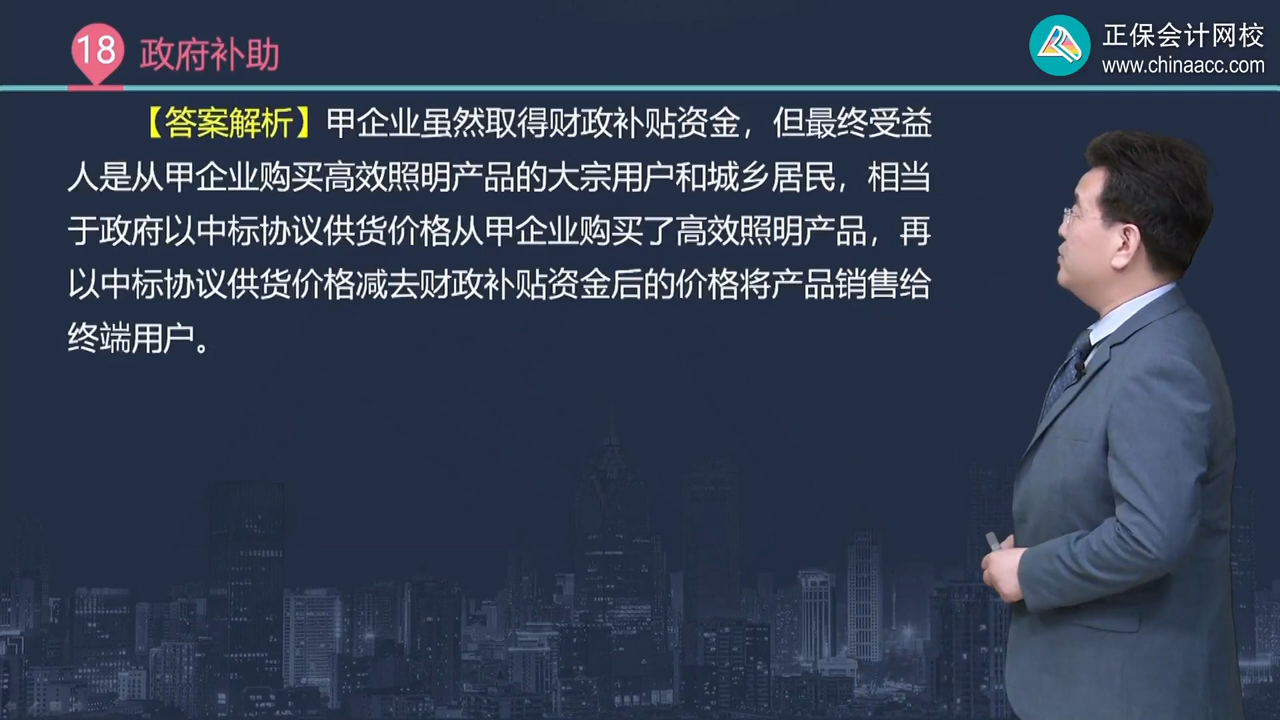 18 政府补助
正保会计网校
www.chinaacc.com
【答案解析】甲企业虽然取得财政补贴资金，但最终受益
人是从甲企业购买高效照明产品的大宗用户和城乡居民，相当
于政府以中标协议供货价格从甲企业购买了高效照明产品，再
以中标协议供货价格减去财政补贴资金后的价格将产品销售给
终端用户。